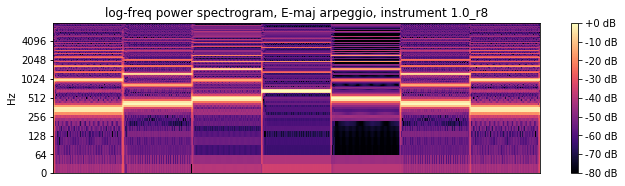 log-freq power spectrogram, E-maj arpeggio, instrument 1.0_r8
Hz
4096
2048
1024
512
256
128
64
0
+0 dB
-10 dB
-20 dB
-30 dB
-40 dB
-50 dB
-60 dB
-70 dB
-80 dB